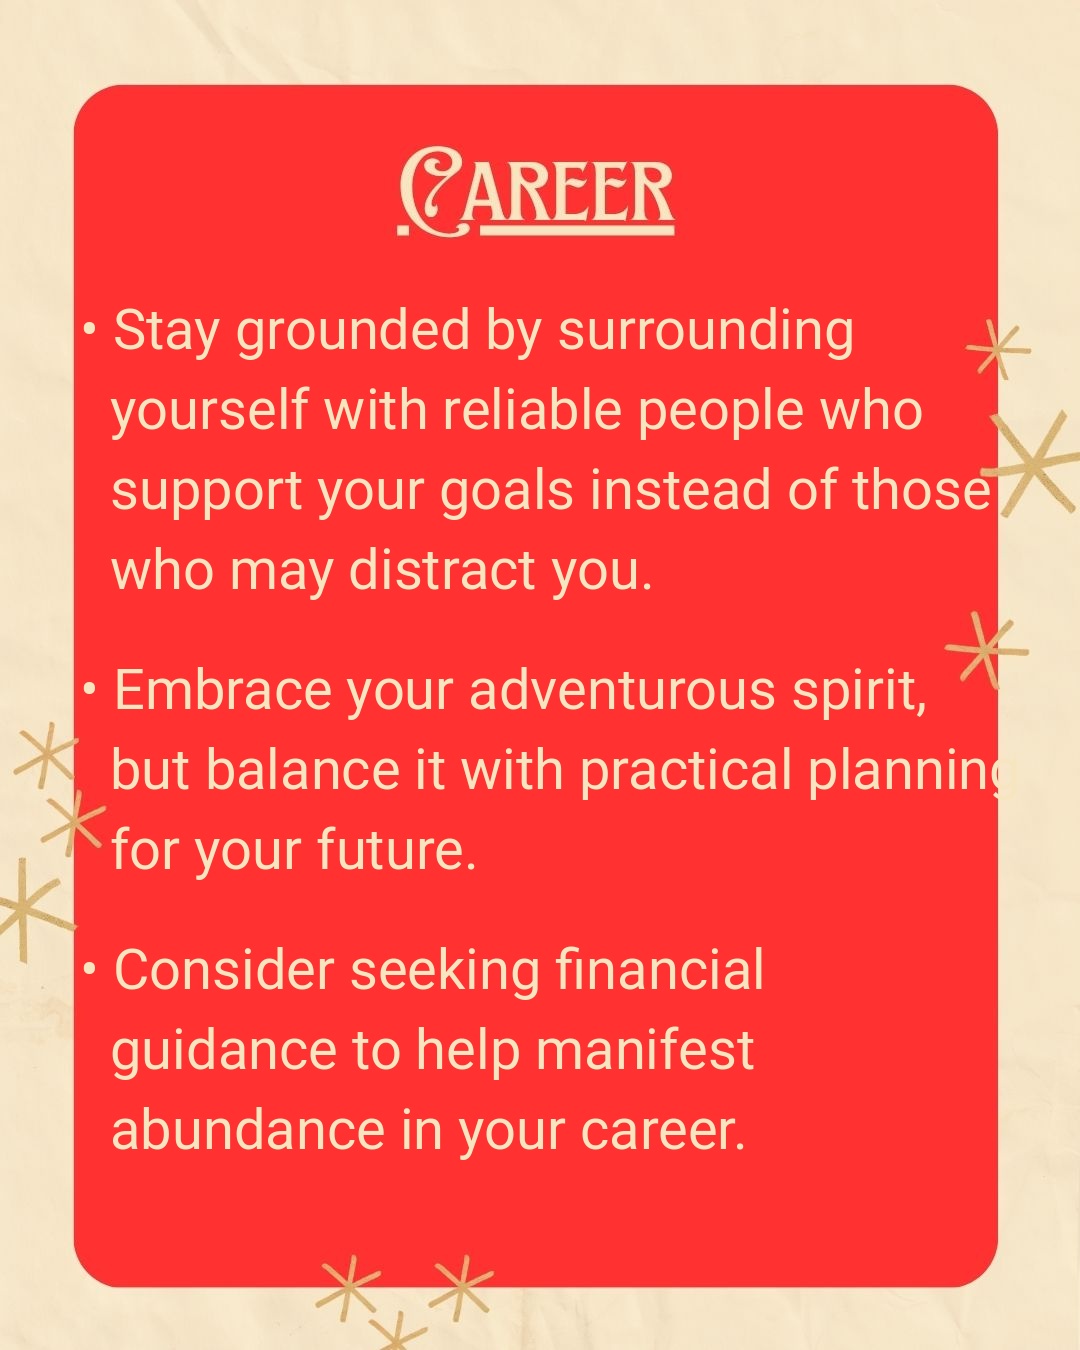 Career
• Stay grounded by surrounding
yourself with reliable people who
support your goals instead of those
who may distract you.
• Embrace your adventurous spirit,
but balance it with practical planning
for your future.
• Consider seeking financial
guidance to help manifest
abundance in your career.